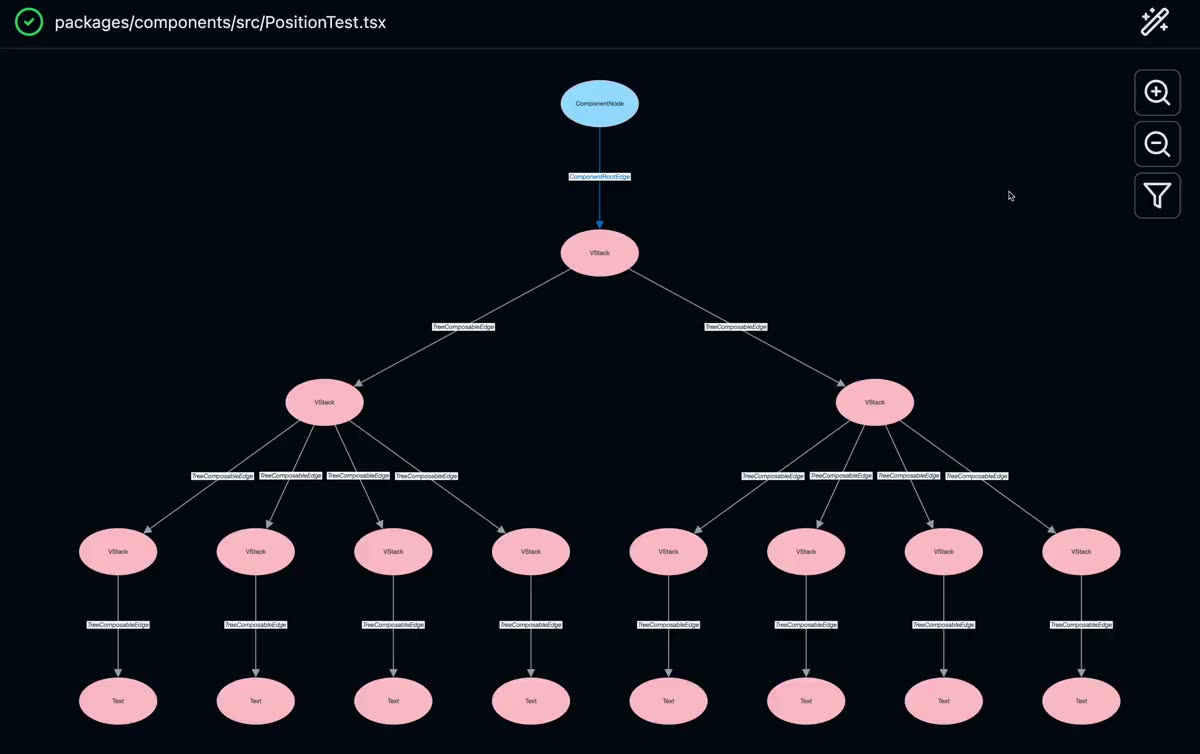 packages/components/src/PositionTest.tsx
ComponentNode
ComponentRootEdge
VStack
TreeComposableEdge TreeComposableEdge
VStack VStack
TreeComposableEdge TreeComposableEdge TreeComposableEdge TreeComposableEdge TreeComposableEdge TreeComposableEdge TreeComposableEdge TreeComposableEdge
VStack VStack VStack VStack VStack VStack VStack VStack
TreeComposableEdge TreeComposableEdge TreeComposableEdge TreeComposableEdge TreeComposableEdge TreeComposableEdge TreeComposableEdge TreeComposableEdge
Text Text Text Text Text Text Text Text